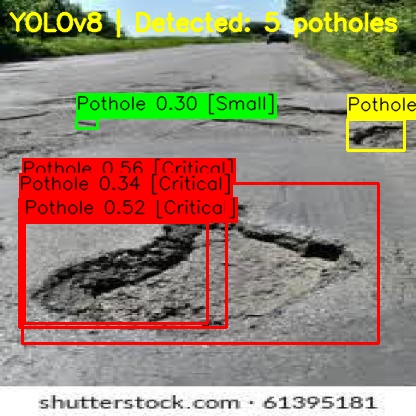 YOLOv8 | Detected: 5 potholes
Pothole 0.30 [Small]
Pothole
Pothole 0.56 [Critical]
Pothole 0.34 [Critical]
Pothole 0.52 [Critical]
shutterstock.com · 61395181